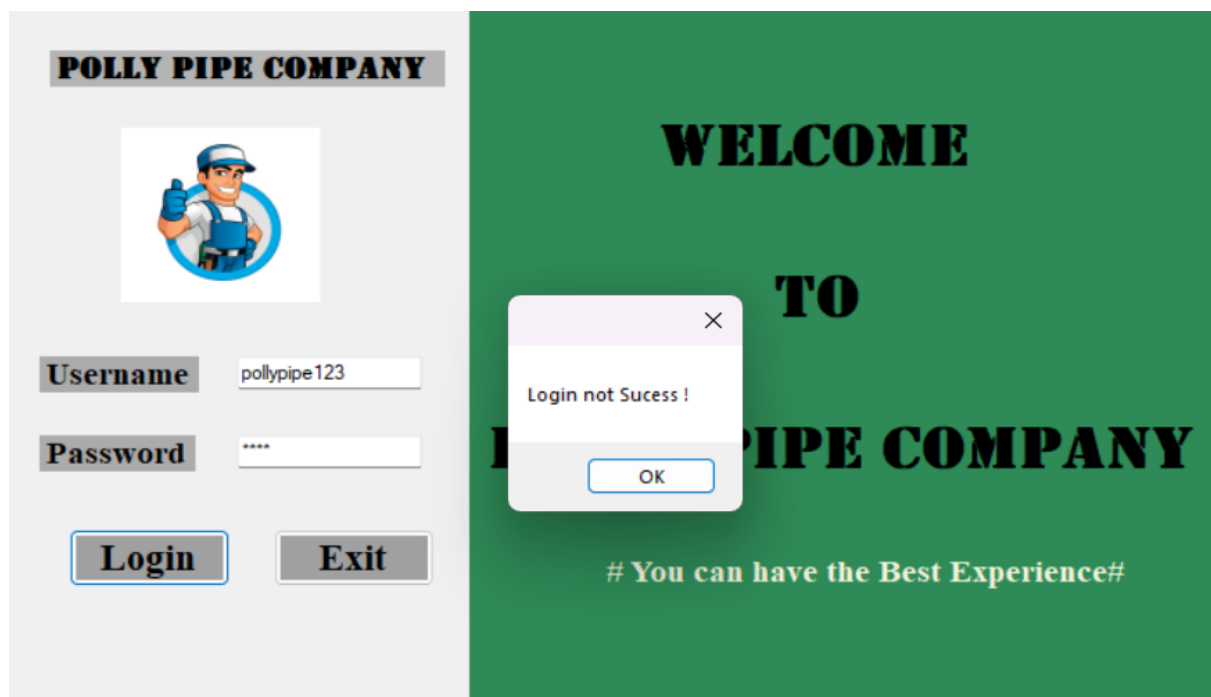 POLLY PIPE COMPANY
Username
pollypipe123
Password
****
Login
Exit
WELCOME
TO
PIPE COMPANY
# You can have the Best Experience#
Login not Sucess !
OK